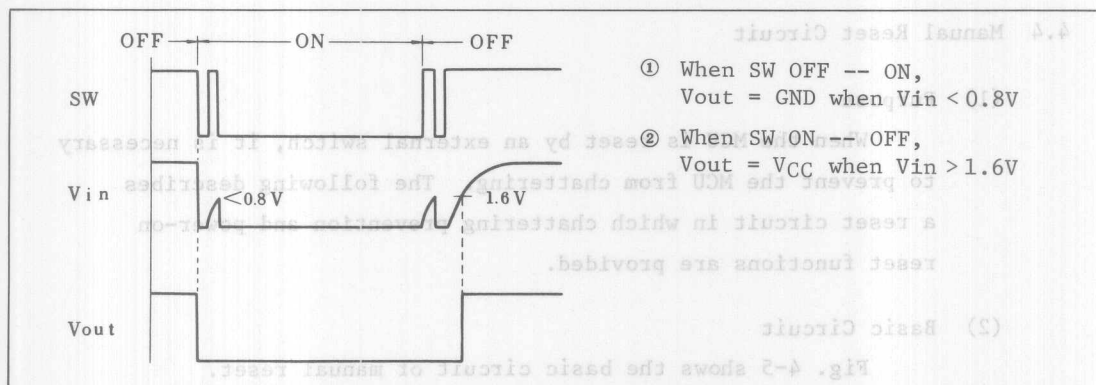 OFF ON OFF
SW
Vin
<0.8V
1.6V
Vout
① When SW OFF -- ON,
Vout = GND when Vin < 0.8V
② When SW ON -- OFF,
Vout = VCC when Vin > 1.6V
4.4 Manual Reset Circuit
When the MCU is reset by an external switch, it is necessary
to prevent the MCU from chattering. The following describes
a reset circuit in which chattering prevention and power-on
reset functions are provided.
(2) Basic Circuit
Fig. 4-5 shows the basic circuit of manual reset.